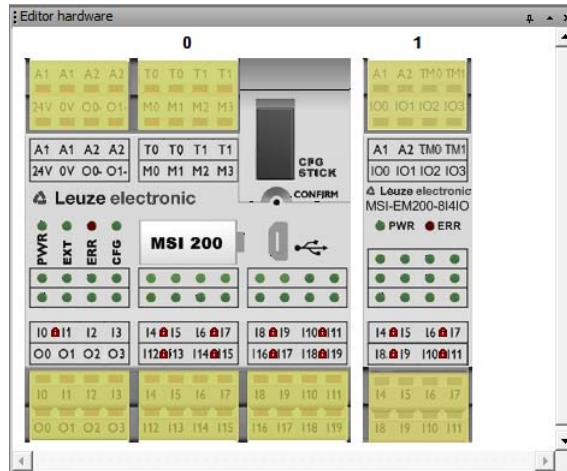 Editor hardware
0 1
A1 A1 A2 A2 T0 T0 T1 T1 A1 A2 TM0 TM1
24V 0V O0- O1- M0 M1 M2 M3 IO0 IO1 IO2 IO3
A1 A1 A2 A2 T0 T0 T1 T1 A1 A2 TM0 TM1
24V 0V O0- O1- M0 M1 M2 M3 IO0 IO1 IO2 IO3
CFG
STICK
CONFIRM
Leuze electronic
Leuze electronic
MSI-EM200-8I4IO
PWR ERR
PWR EXT ERR CFG
MSI 200
I0 I1 I2 I3 I4 I5 I6 I7 I8 I9 I10 I11 I4 I5 I6 I7
O0 O1 O2 O3 I12 I13 I14 I15 I16 I17 I18 I19 I8 I9 I10 I11
I0 I1 I2 I3 I4 I5 I6 I7 I8 I9 I10 I11 I4 I5 I6 I7
O0 O1 O2 O3 I12 I13 I14 I15 I16 I17 I18 I19 I8 I9 I10 I11